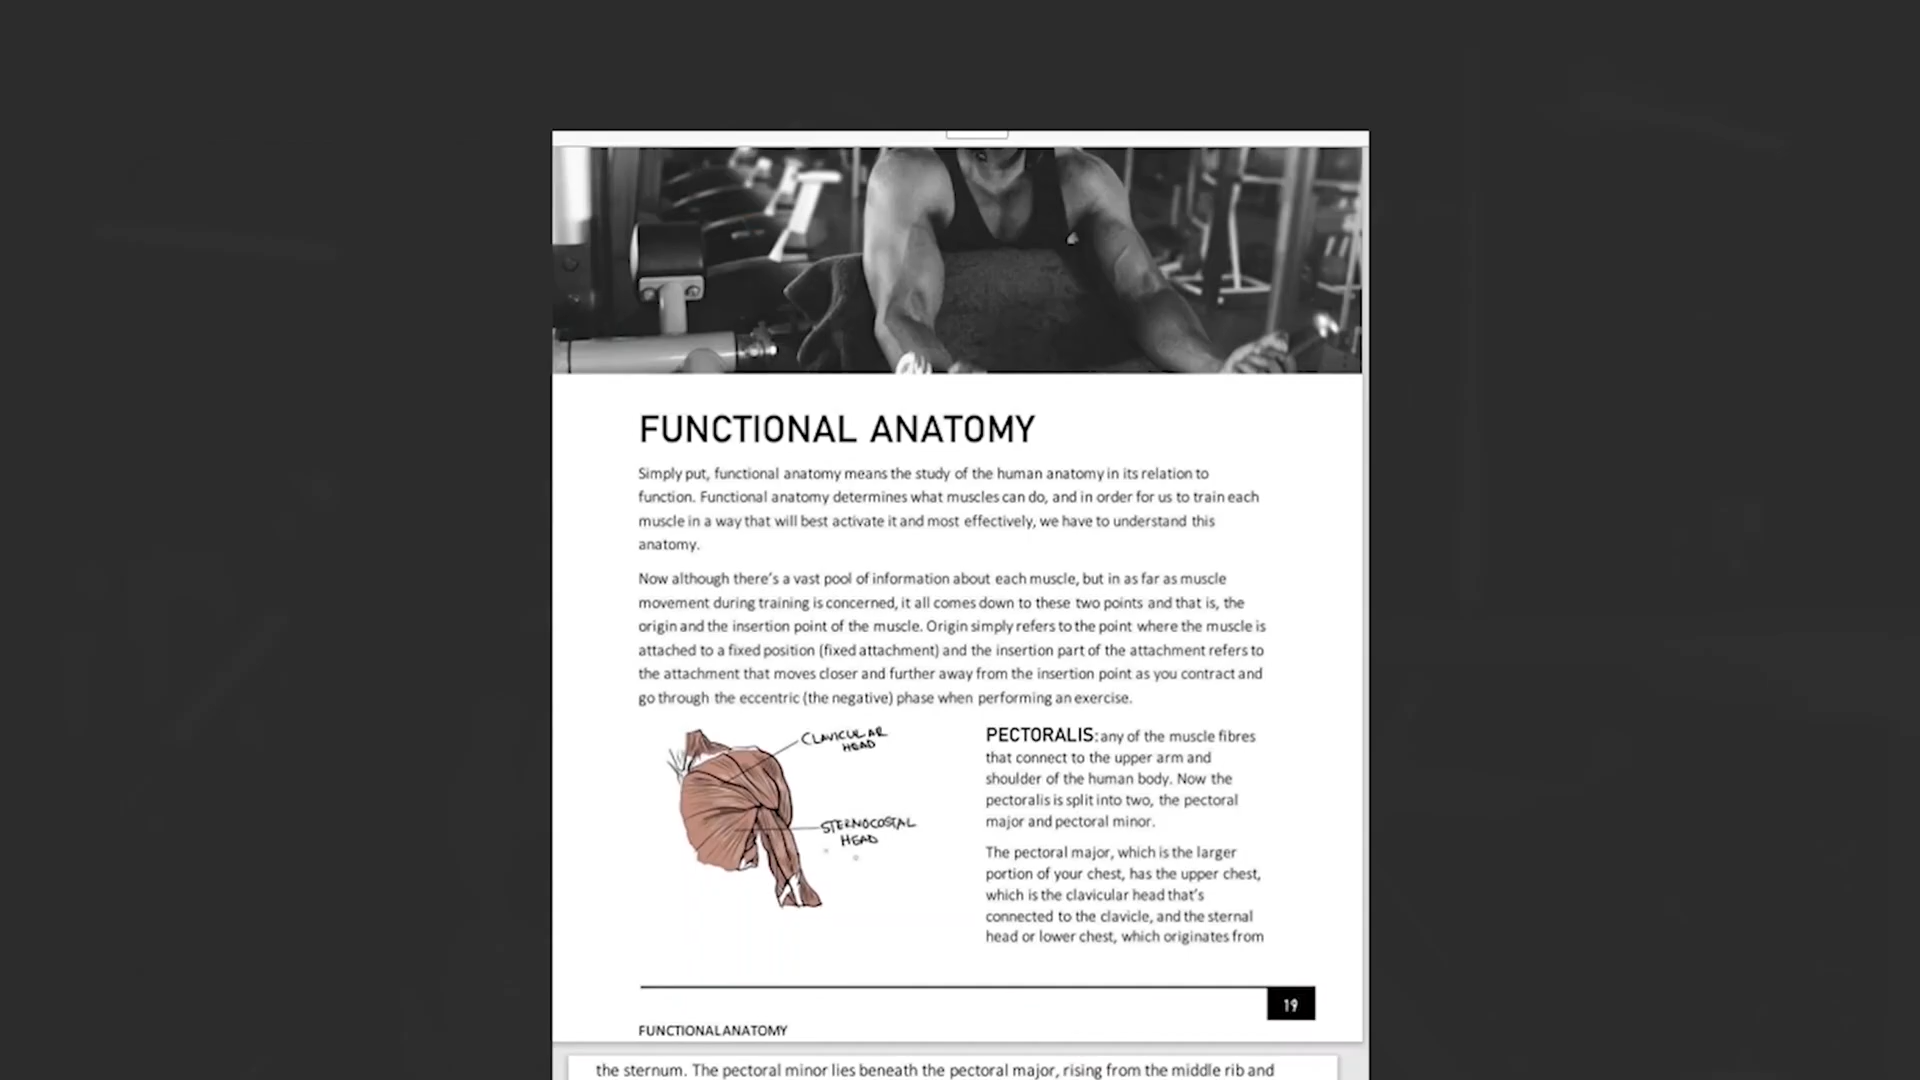 FUNCTIONAL ANATOMY
Simply put, functional anatomy means the study of the human anatomy in its relation to
function. Functional anatomy determines what muscles can do, and in order for us to train each
muscle in a way that will best activate it and most effectively, we have to understand this
anatomy.
Now although there's a vast pool of information about each muscle, but in as far as muscle
movement during training is concerned, it all comes down to these two points and that is, the
origin and the insertion point of the muscle. Origin simply refers to the point where the muscle is
attached to a fixed position (fixed attachment) and the insertion part of the attachment refers to
the attachment that moves closer and further away from the insertion point as you contract and
go through the eccentric (the negative) phase when performing an exercise.
CLAVICULAR
HEAD
STERNOCOSTAL
HEAD
PECTORALIS: any of the muscle fibres
that connect to the upper arm and
shoulder of the human body. Now the
pectoralis is split into two, the pectoral
major and pectoral minor.
The pectoral major, which is the larger
portion of your chest, has the upper chest,
which is the clavicular head that's
connected to the clavicle, and the sternal
head or lower chest, which originates from
19
FUNCTIONAL ANATOMY
the sternum. The pectoral minor lies beneath the pectoral major, rising from the middle rib and